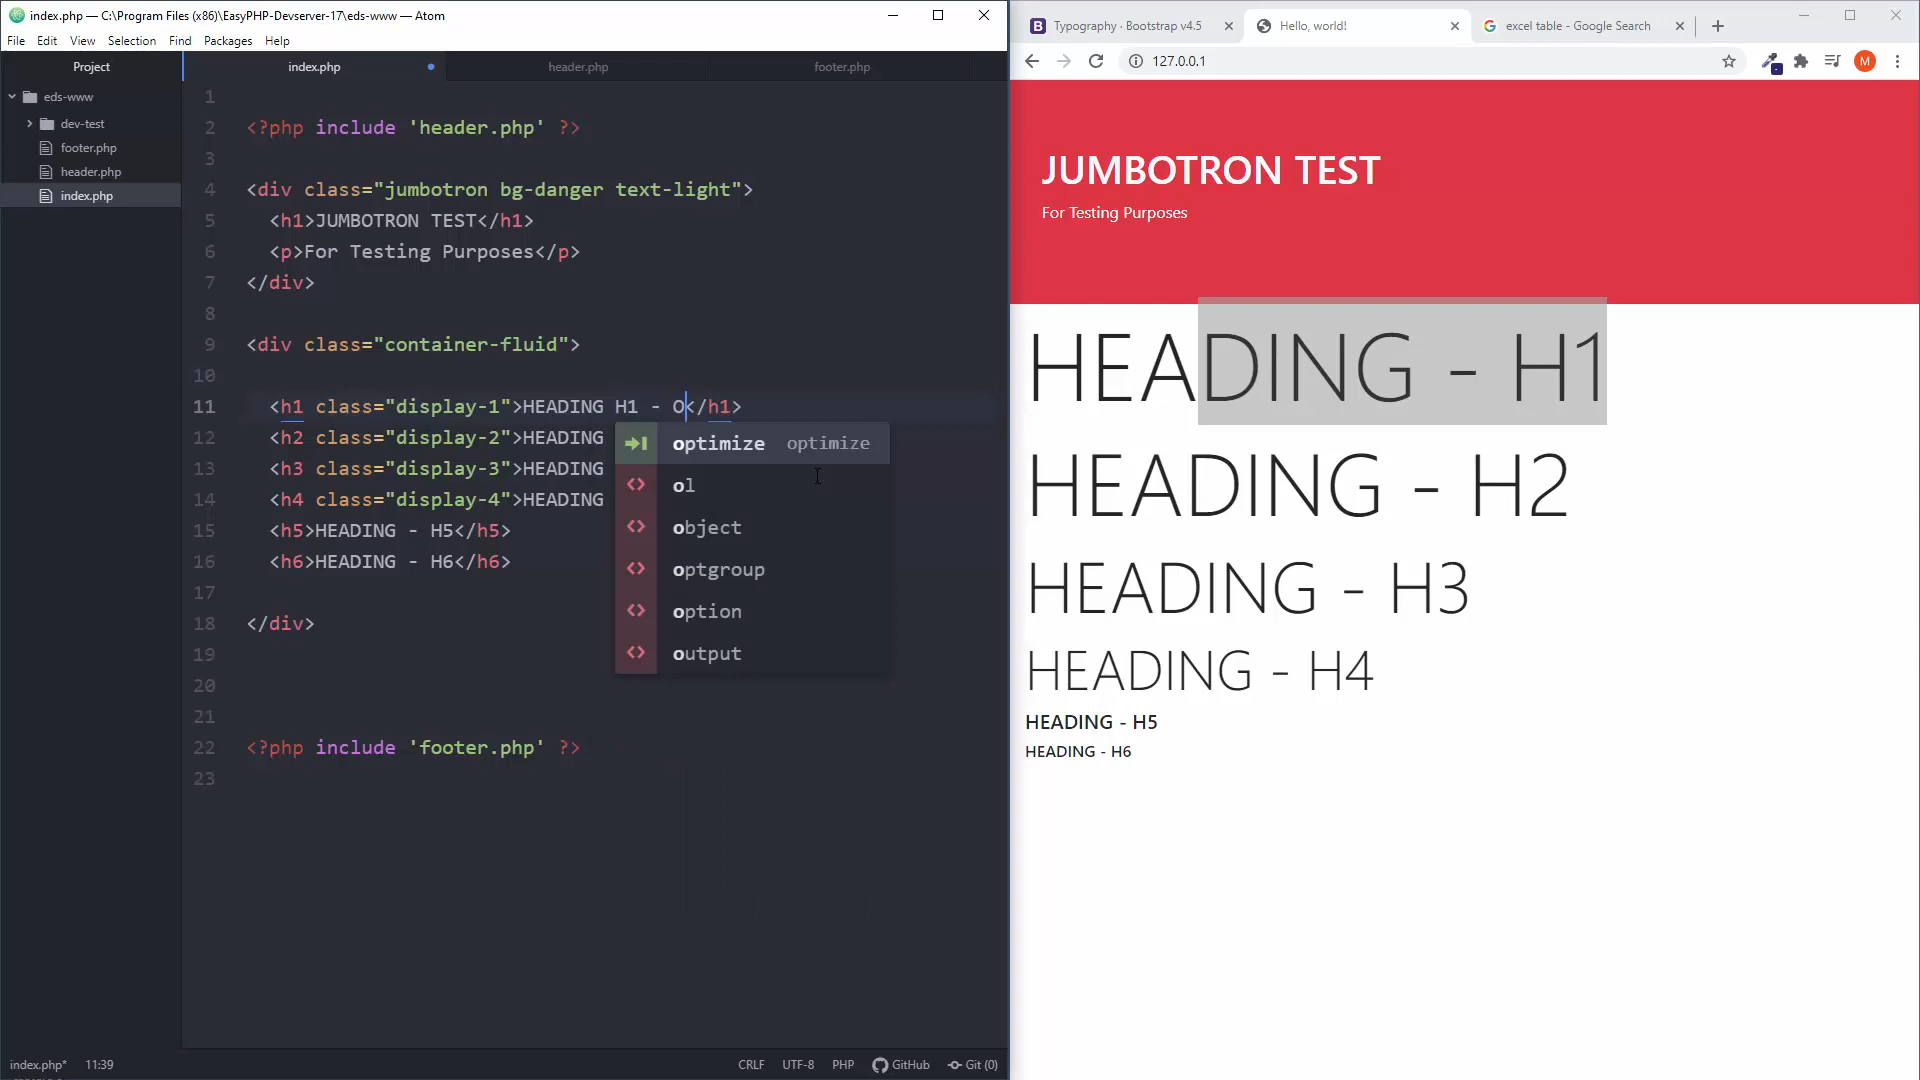 index.php — C:\Program Files (x86)\EasyPHP-Devserver-17\eds-www — Atom
File Edit View Selection Find Packages Help
Project
eds-www
dev-test
footer.php
header.php
index.php
index.php header.php footer.php
1
2 <?php include 'header.php' ?>
3
4 <div class="jumbotron bg-danger text-light">
5 <h1>JUMBOTRON TEST</h1>
6 <p>For Testing Purposes</p>
7 </div>
8
9 <div class="container-fluid">
10
11 <h1 class="display-1">HEADING H1 - O</h1>
12 <h2 class="display-2">HEADING
13 <h3 class="display-3">HEADING
14 <h4 class="display-4">HEADING
15 <h5>HEADING - H5</h5>
16 <h6>HEADING - H6</h6>
17
18 </div>
19
20
21
22 <?php include 'footer.php' ?>
23
optimize optimize
ol
object
optgroup
option
output
index.php* 11:39 CRLF UTF-8 PHP GitHub Git (0)
B Typography · Bootstrap v4.5 Hello, world! G excel table - Google Search
127.0.0.1 M
JUMBOTRON TEST
For Testing Purposes
HEADING - H1
HEADING - H2
HEADING - H3
HEADING - H4
HEADING - H5
HEADING - H6